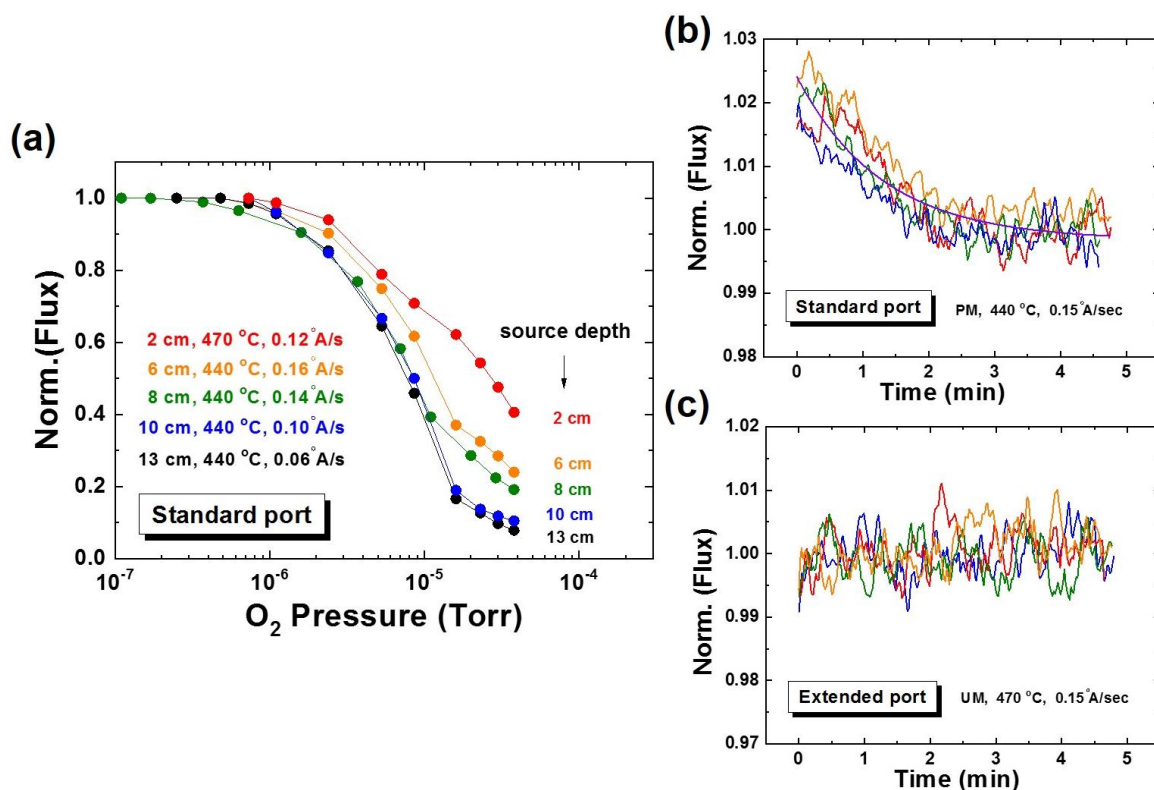 (a)
Norm.(Flux)
1.0
0.8
0.6
0.4
0.2
0.0
2 cm, 470 °C, 0.12 Å/s
6 cm, 440 °C, 0.16 Å/s
8 cm, 440 °C, 0.14 Å/s
10 cm, 440 °C, 0.10 Å/s
13 cm, 440 °C, 0.06 Å/s
Standard port
source depth
2 cm
6 cm
8 cm
10 cm
13 cm
10⁻⁷ 10⁻⁶ 10⁻⁵ 10⁻⁴
O₂ Pressure (Torr)
(b)
Norm. (Flux)
1.03
1.02
1.01
1.00
0.99
0.98
Standard port PM, 440 °C, 0.15 Å/sec
0 1 2 3 4 5
Time (min)
(c)
Norm. (Flux)
1.02
1.01
1.00
0.99
0.98
0.97
Extended port UM, 470 °C, 0.15 Å/sec
0 1 2 3 4 5
Time (min)